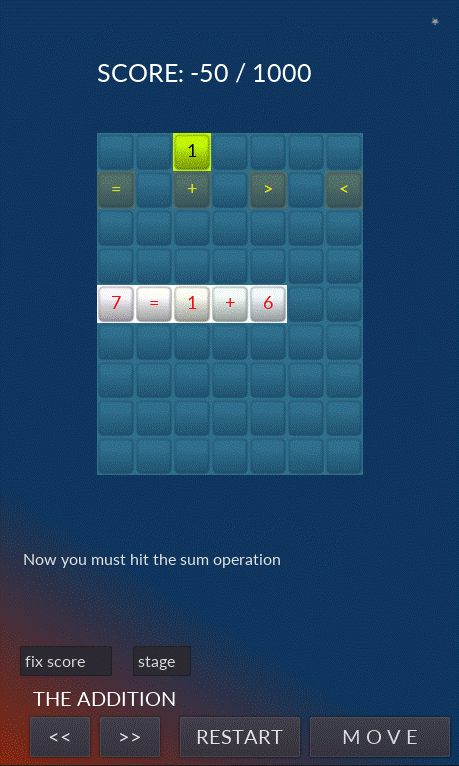 SCORE: -50 / 1000
1
= + > <
7 = 1 + 6
Now you must hit the sum operation
fix score stage
THE ADDITION
<< >> RESTART M O V E